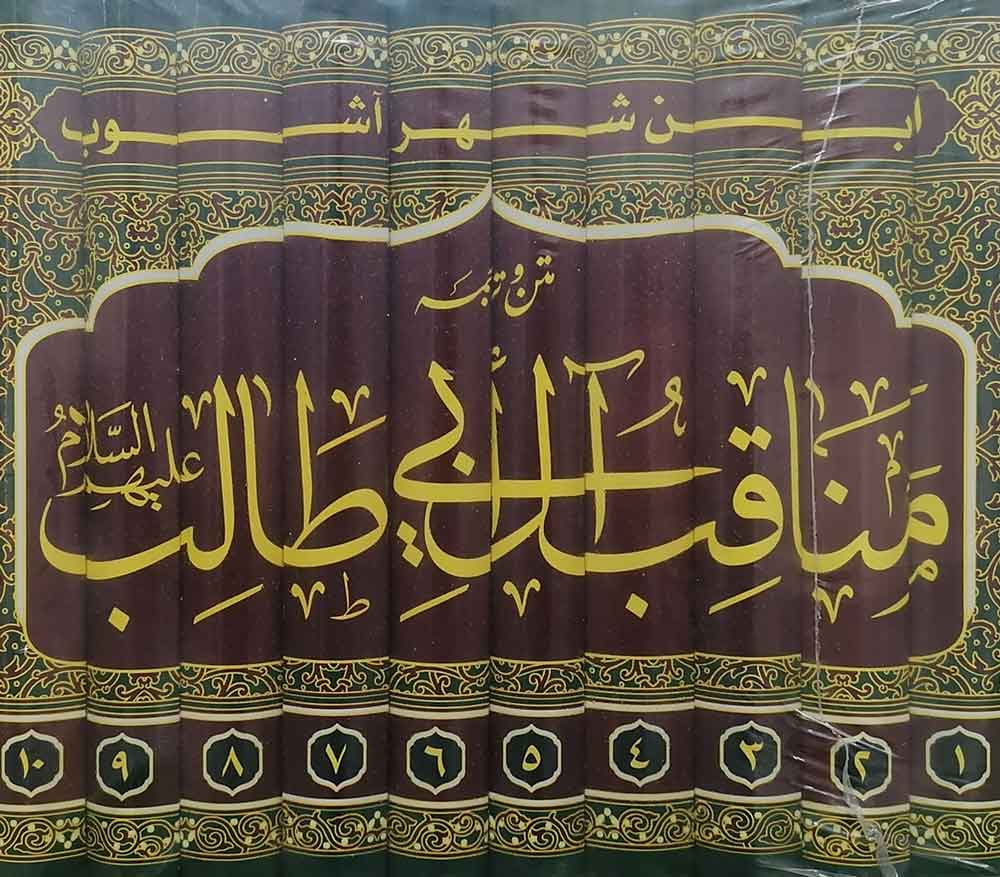 ابن شهر آشوب
متن و ترجمه
مناقب آل أبي طالب عليهم السلام
١ ٢ ٣ ٤ ٥ ٦ ٧ ٨ ٩ ١٠